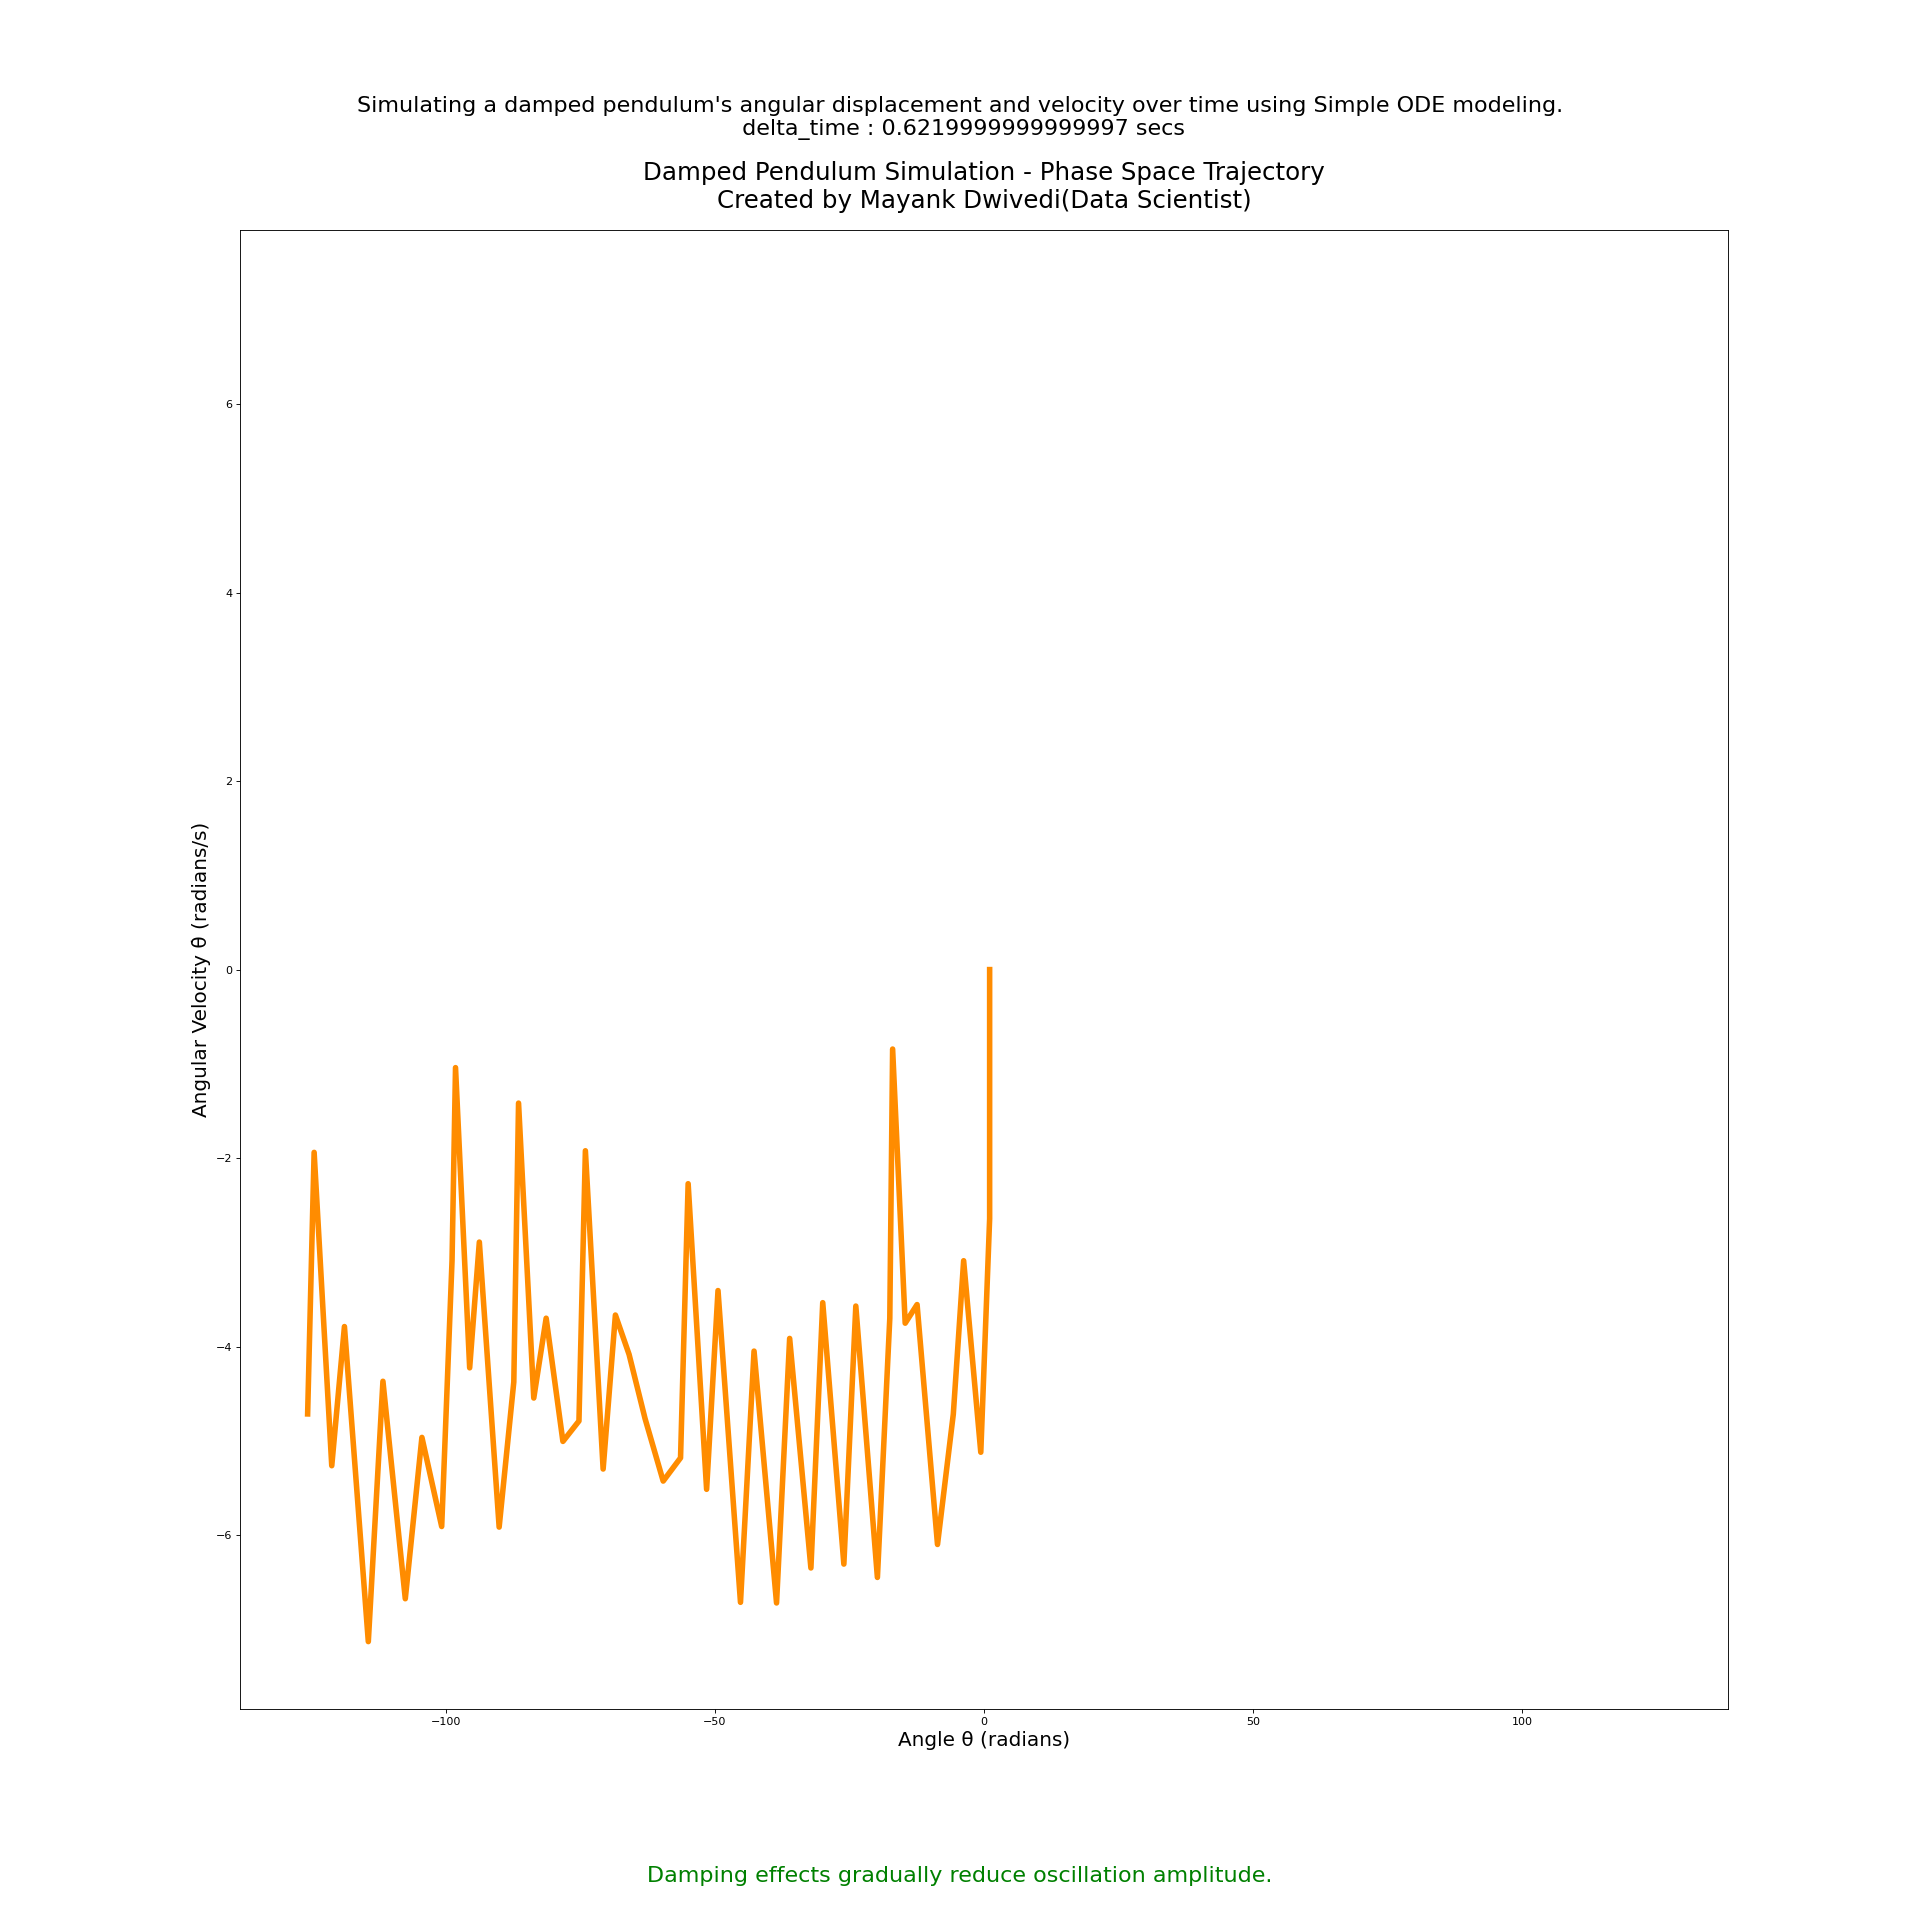 Simulating a damped pendulum's angular displacement and velocity over time using Simple ODE modeling.
delta_time : 0.6219999999999997 secs
Damped Pendulum Simulation - Phase Space Trajectory
Created by Mayank Dwivedi(Data Scientist)
Angular Velocity θ (radians/s)
6
4
2
0
−2
−4
−6
−100
−50
0
50
100
Angle θ (radians)
Damping effects gradually reduce oscillation amplitude.